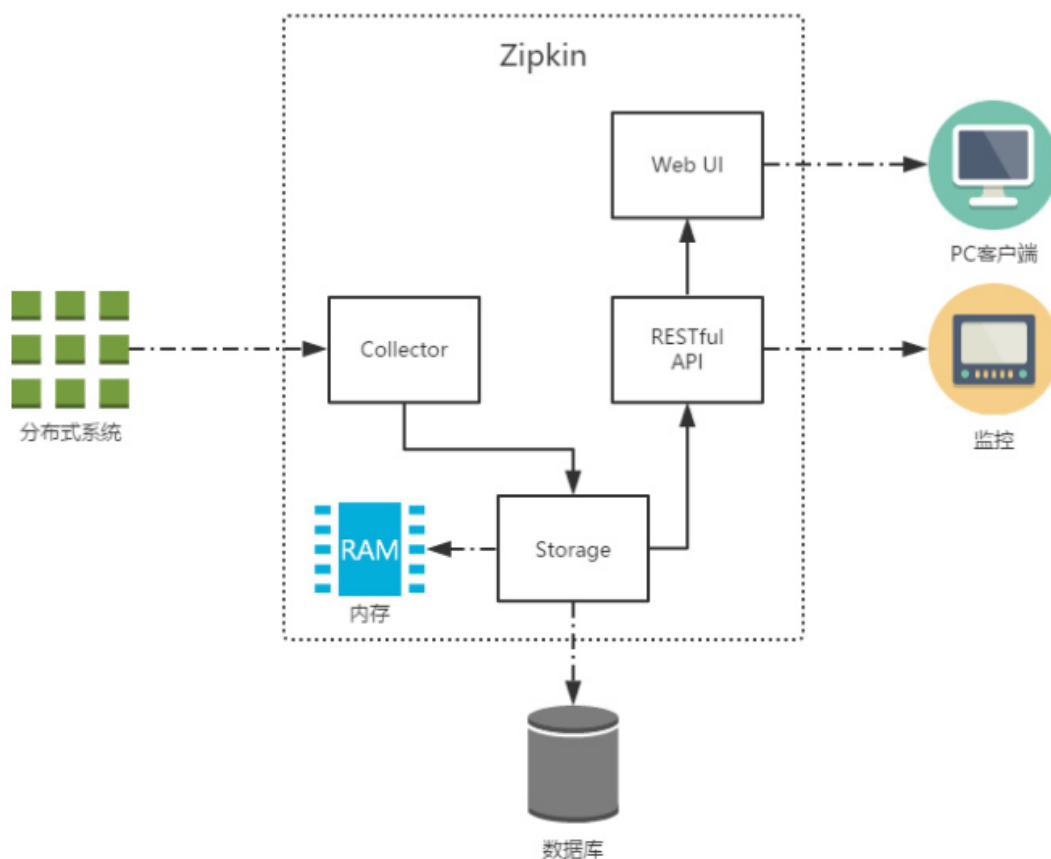 Zipkin
Web UI
PC客户端
Collector
RESTful
API
分布式系统
监控
RAM
Storage
内存
数据库